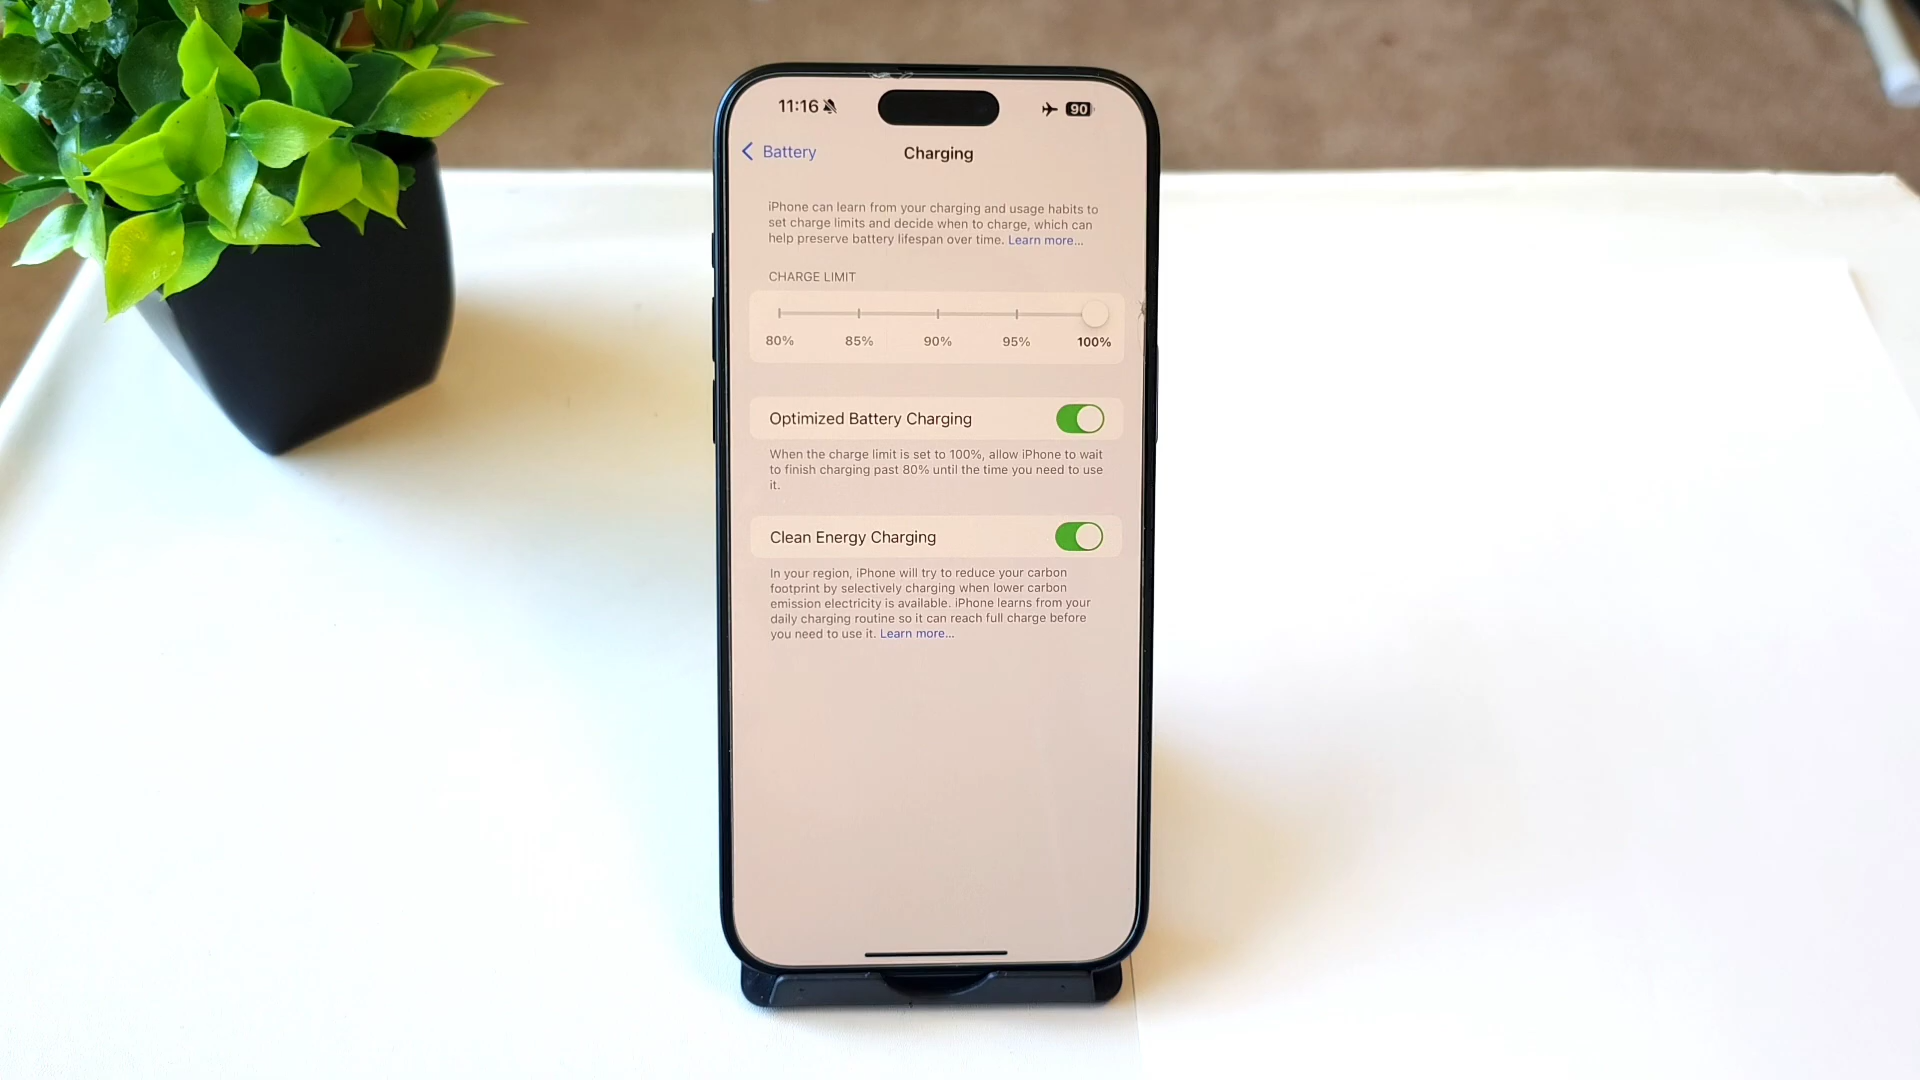 11:16
90
Battery
Charging
iPhone can learn from your charging and usage habits to
set charge limits and decide when to charge, which can
help preserve battery lifespan over time. Learn more...
CHARGE LIMIT
80% 85% 90% 95% 100%
Optimized Battery Charging
When the charge limit is set to 100%, allow iPhone to wait
to finish charging past 80% until the time you need to use
it.
Clean Energy Charging
In your region, iPhone will try to reduce your carbon
footprint by selectively charging when lower carbon
emission electricity is available. iPhone learns from your
daily charging routine so it can reach full charge before
you need to use it. Learn more...